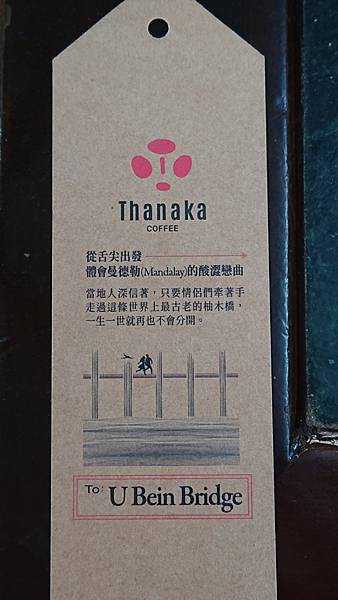 Thanaka
COFFEE
從舌尖出發
體會曼德勒(Mandalay)的酸澀戀曲
當地人深信著，只要情侶們牽著手
走過這條世界上最古老的柚木橋，
一生一世就再也不會分開。
To: U Bein Bridge